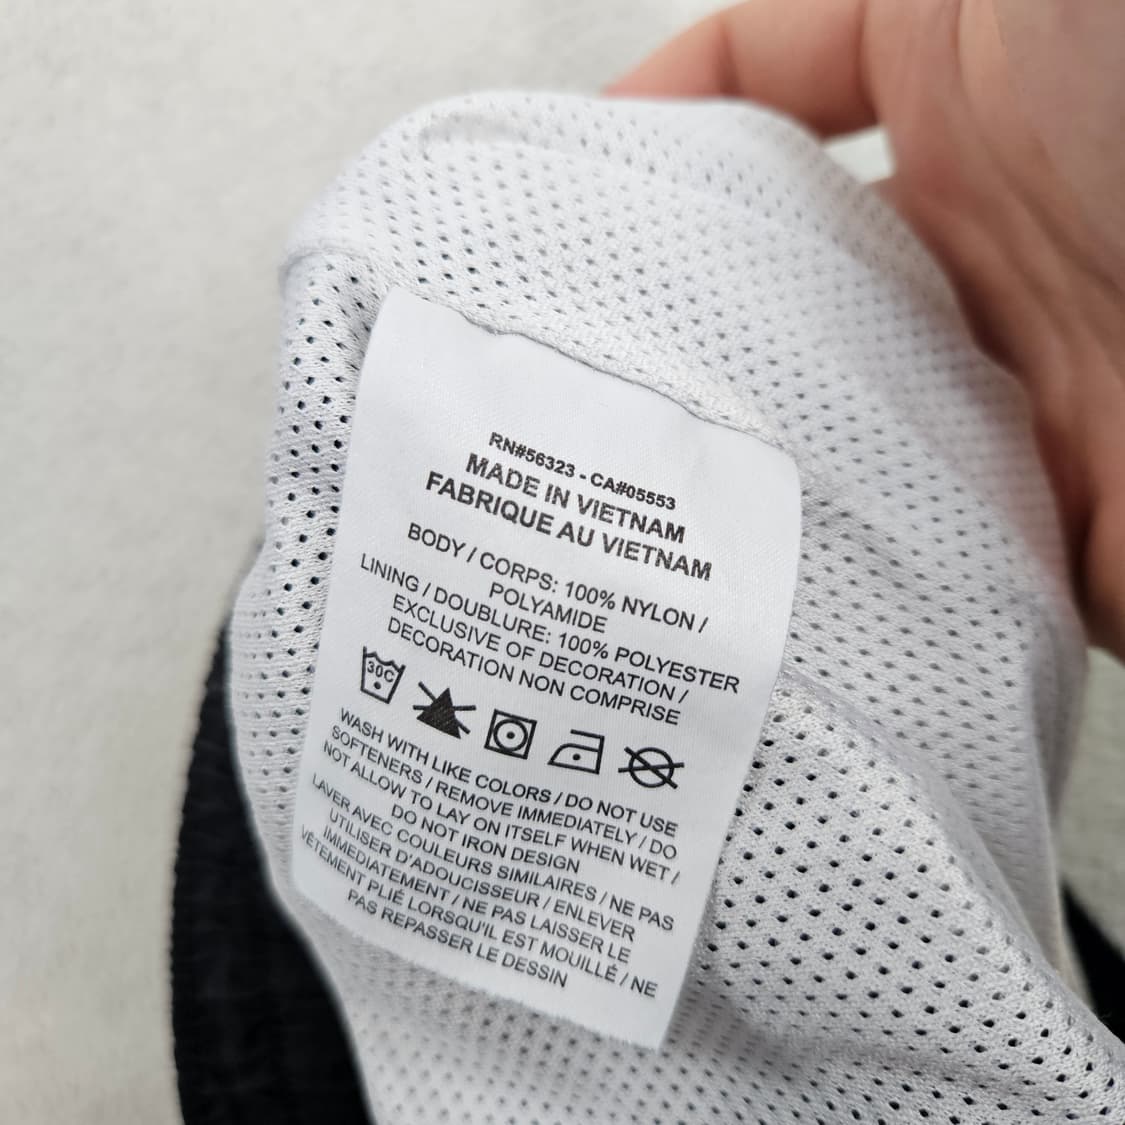 RN#56323 - CA#05553
MADE IN VIETNAM
FABRIQUE AU VIETNAM
BODY / CORPS: 100% NYLON /
POLYAMIDE
LINING / DOUBLURE: 100% POLYESTER
EXCLUSIVE OF DECORATION /
DECORATION NON COMPRISE
30C
WASH WITH LIKE COLORS / DO NOT USE
SOFTENERS / REMOVE IMMEDIATELY / DO
NOT ALLOW TO LAY ON ITSELF WHEN WET /
DO NOT IRON DESIGN
LAVER AVEC COULEURS SIMILAIRES / NE PAS
UTILISER D'ADOUCISSEUR / ENLEVER
IMMEDIATEMENT / NE PAS LAISSER LE
VÊTEMENT PLIÉ LORSQU'IL EST MOUILLÉ / NE
PAS REPASSER LE DESSIN